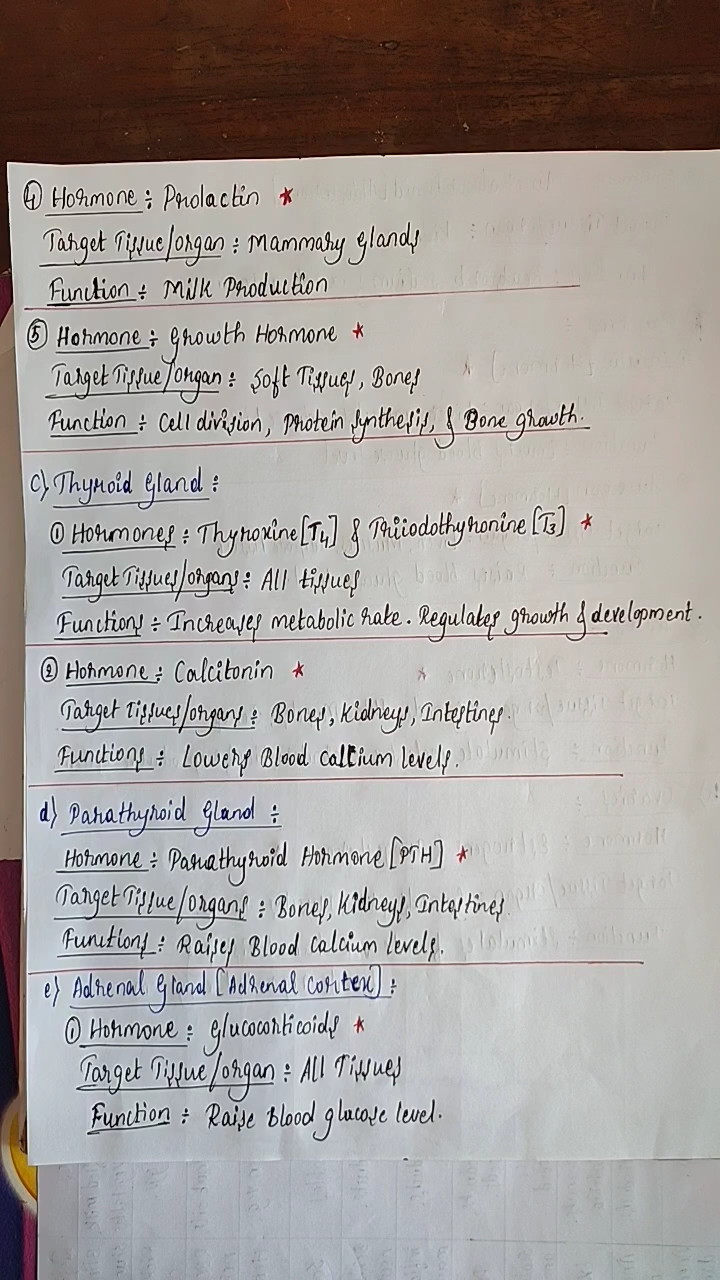 ④ Hormone ÷ Prolactin *
Target Tissue/organ ÷ Mammary glands
Function ÷ Milk Production
⑤ Hormone ÷ Growth Hormone *
Target Tissue/organ ÷ Soft Tissues, Bones
Function ÷ Cell division, Protein synthesis, & Bone growth.
c) Thyroid Gland ÷
① Hormones ÷ Thyroxine [T4] & Triiodothyronine [T3] *
Target Tissues/organs ÷ All tissues
Functions ÷ Increases metabolic rate. Regulates growth & development.
② Hormone ÷ Calcitonin *
Target Tissues/organs ÷ Bones, Kidneys, Intestines.
Functions ÷ Lowers Blood calcium levels.
d) Parathyroid Gland ÷
Hormone ÷ Parathyroid Hormone [PTH] *
Target Tissue/organs ÷ Bones, Kidneys, Intestines
Functions ÷ Raises Blood calcium levels.
e) Adrenal Gland [Adrenal cortex] ÷
① Hormone ÷ Glucocorticoids *
Target Tissue/organ ÷ All Tissues
Function ÷ Raise Blood glucose level.